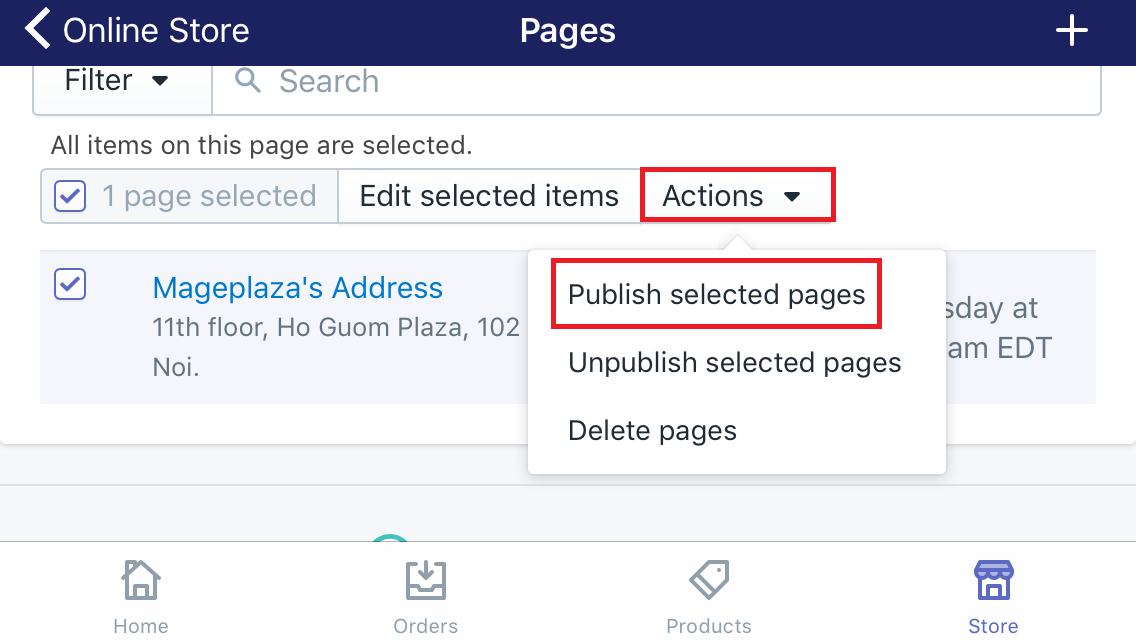 Online Store
Pages
Filter
Search
All items on this page are selected.
1 page selected
Edit selected items
Actions
Mageplaza's Address
11th floor, Ho Guom Plaza, 102
Noi.
Publish selected pages
Unpublish selected pages
Delete pages
at
am EDT
Home
Orders
Products
Store